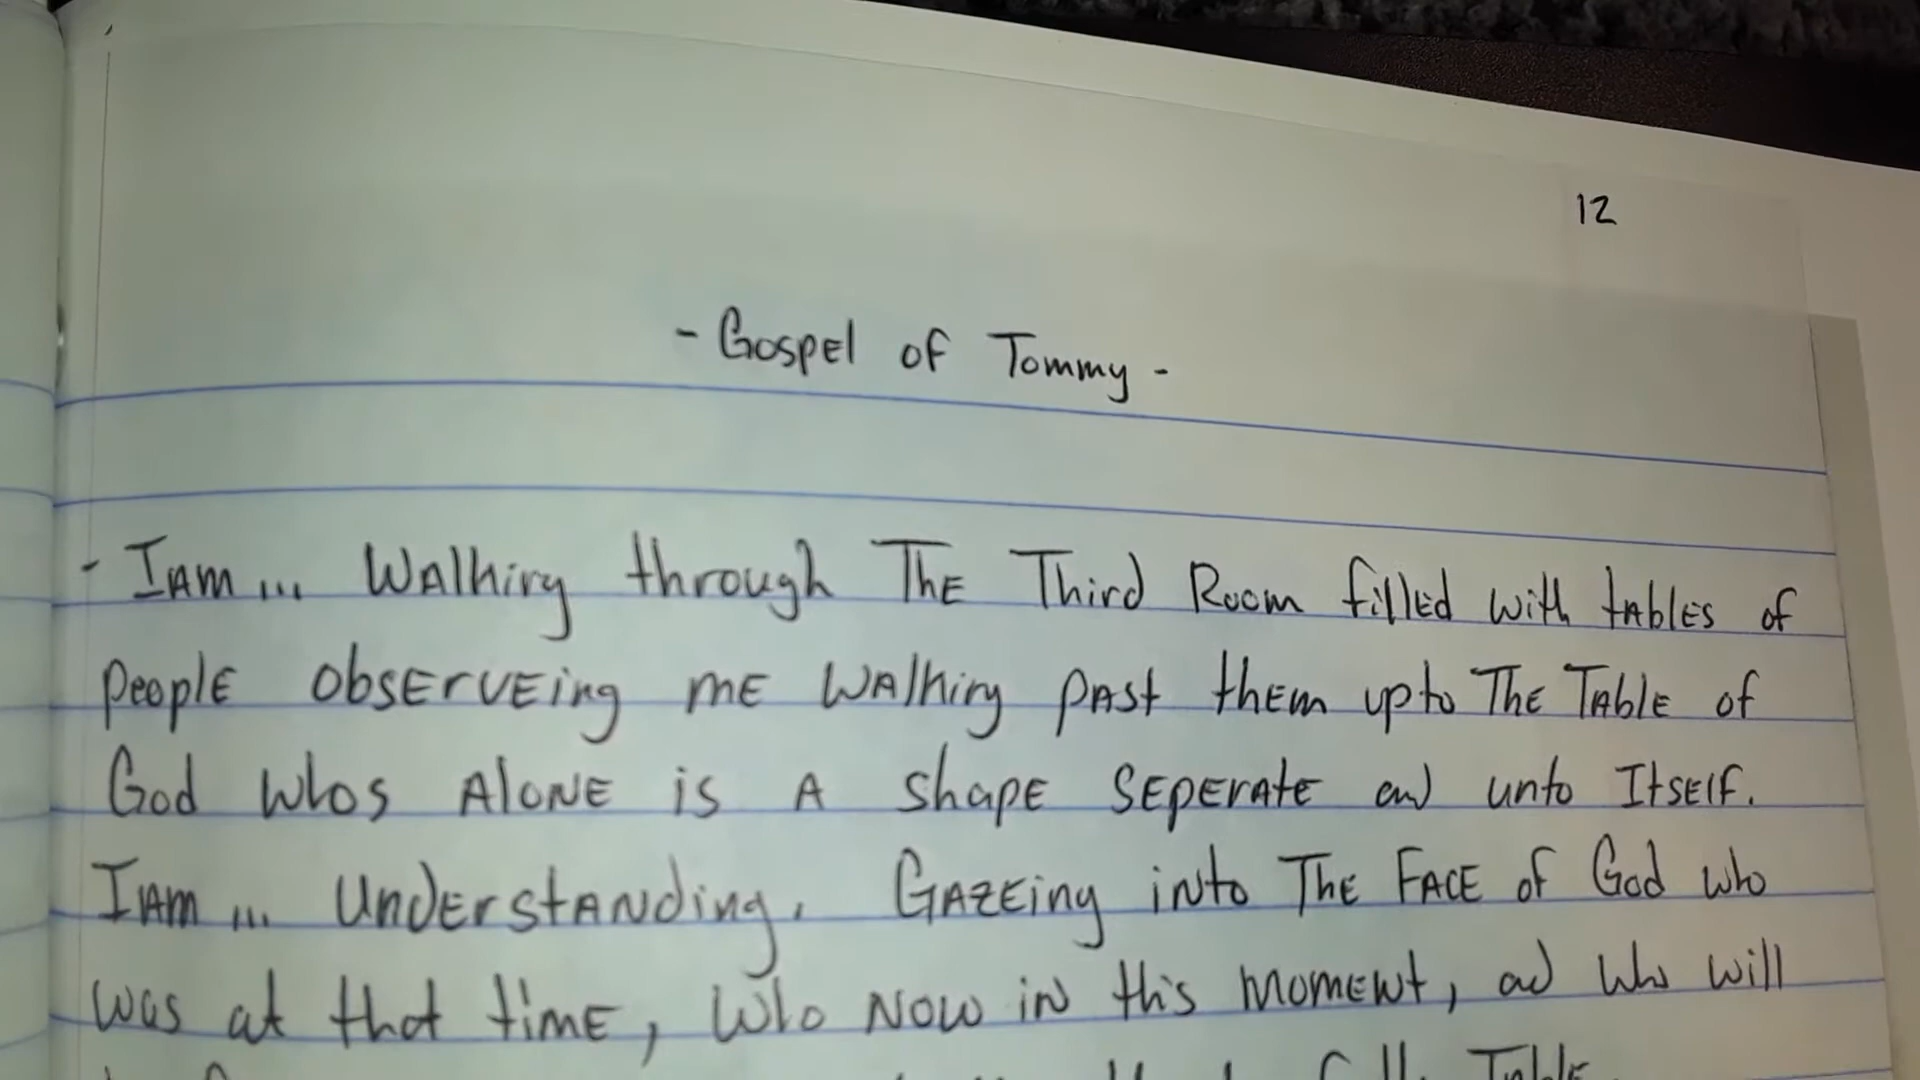 12
- Gospel of Tommy -
- I Am... Walking through The Third Room filled with tables of
people observeing me walking past them up to The Table of
God whos Alone is A shape seperate and unto Itself.
I Am... Understanding. Gazeing into The Face of God who
was at that time, who now in this moment, and who will
Table